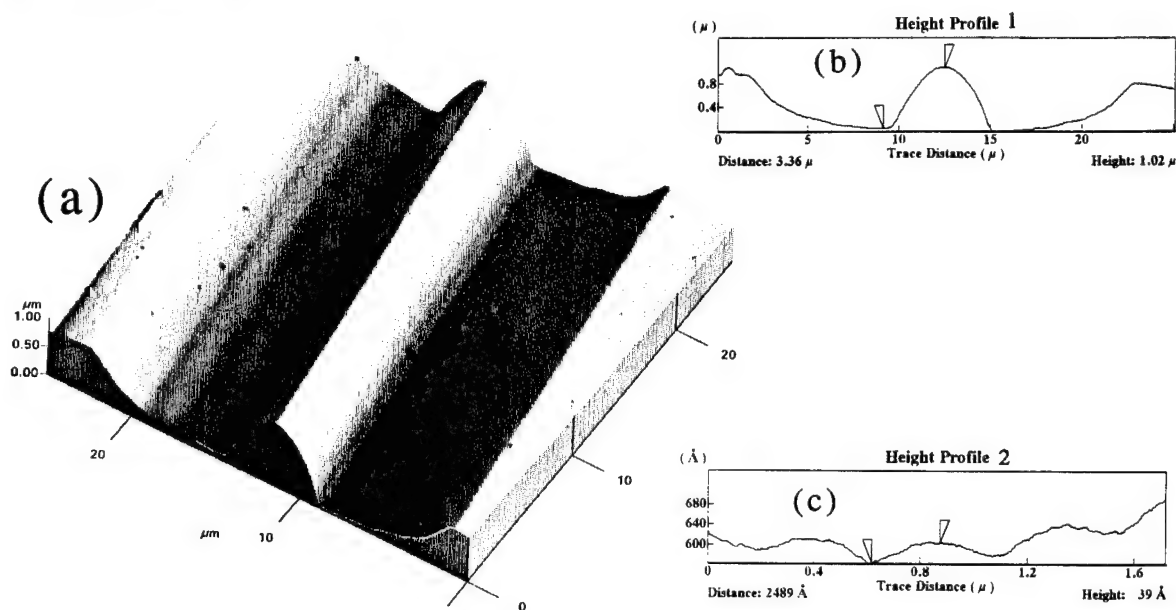 (a)
μm
1.00
0.50
0.00
20
μm
10
0
10
20
Height Profile 1
(μ)
(b)
0.8
0.4
0 5 10 15 20
Trace Distance (μ)
Distance: 3.36 μ
Height: 1.02 μ
Height Profile 2
(Å)
(c)
680
640
600
0 0.4 0.8 1.2 1.6
Trace Distance (μ)
Distance: 2489 Å
Height: 39 Å